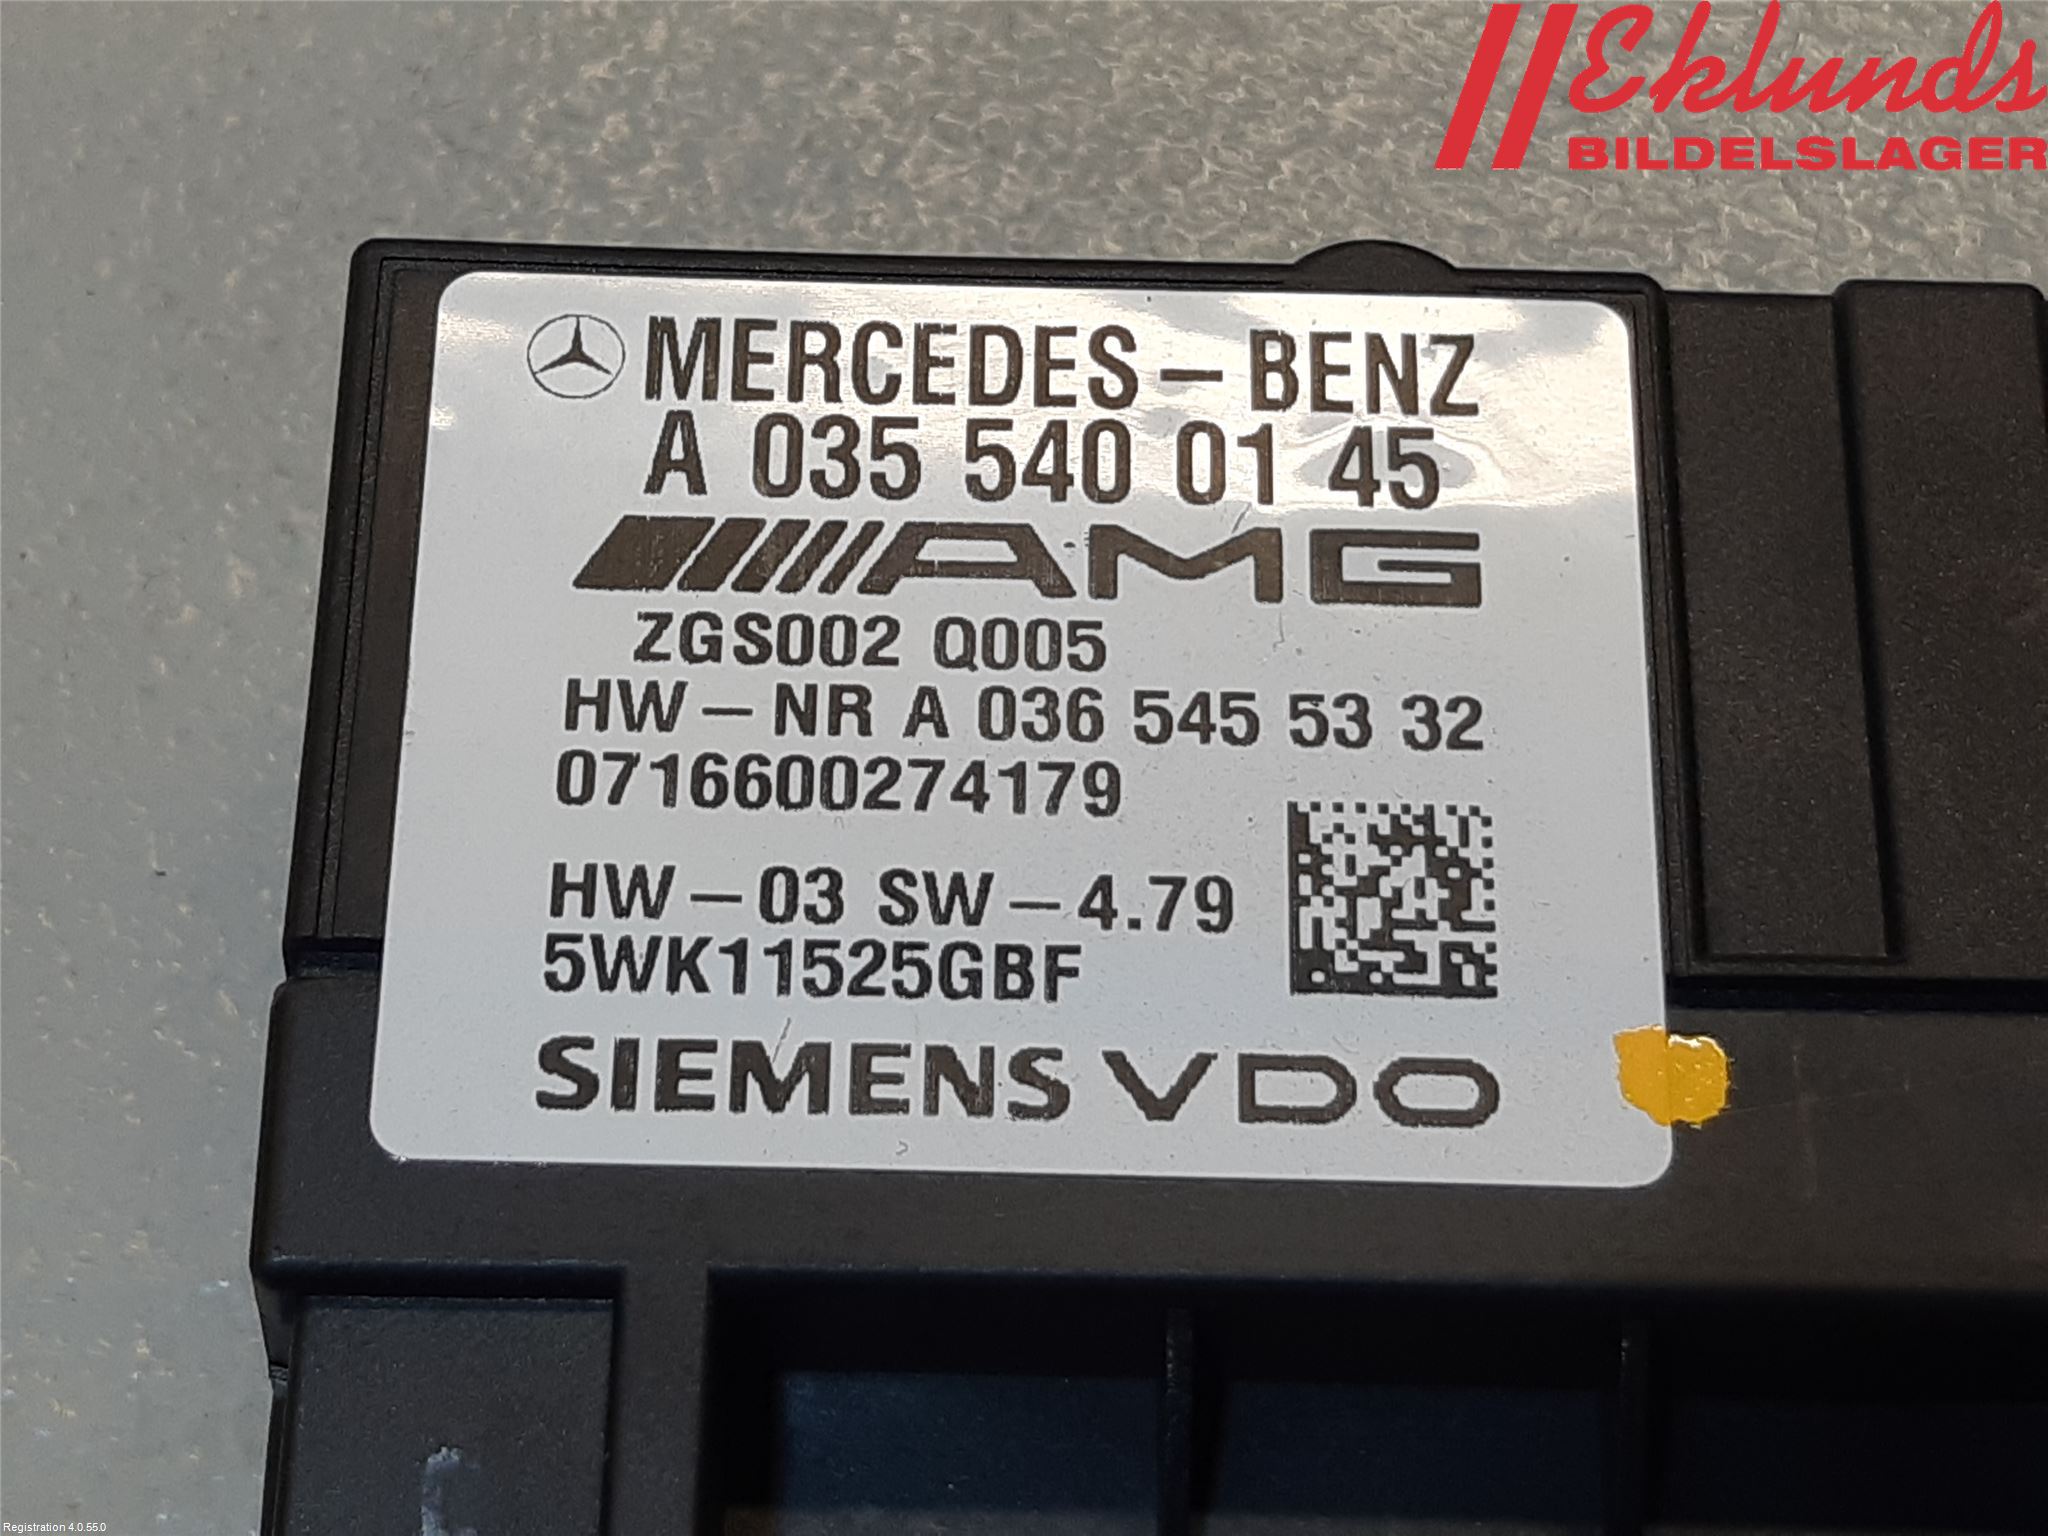 Eklunds
BILDELSLAGER
MERCEDES-BENZ
A 035 540 01 45
AMG
ZGS002 Q005
HW-NR A 036 545 53 32
0716600274179
HW-03 SW-4.79
5WK11525GBF
SIEMENS VDO
Registration 4.0.55.0